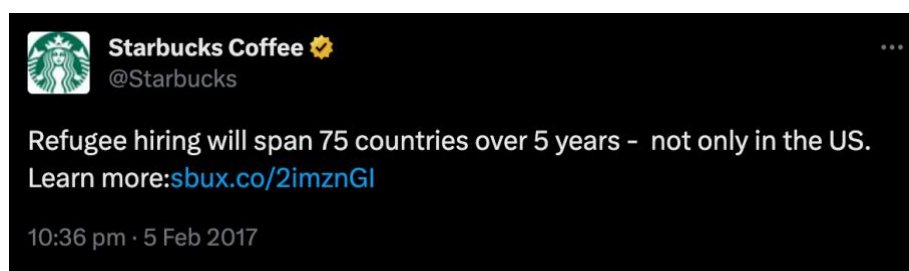 Starbucks Coffee
@Starbucks
Refugee hiring will span 75 countries over 5 years -  not only in the US.
Learn more:sbux.co/2imznGI
10:36 pm · 5 Feb 2017